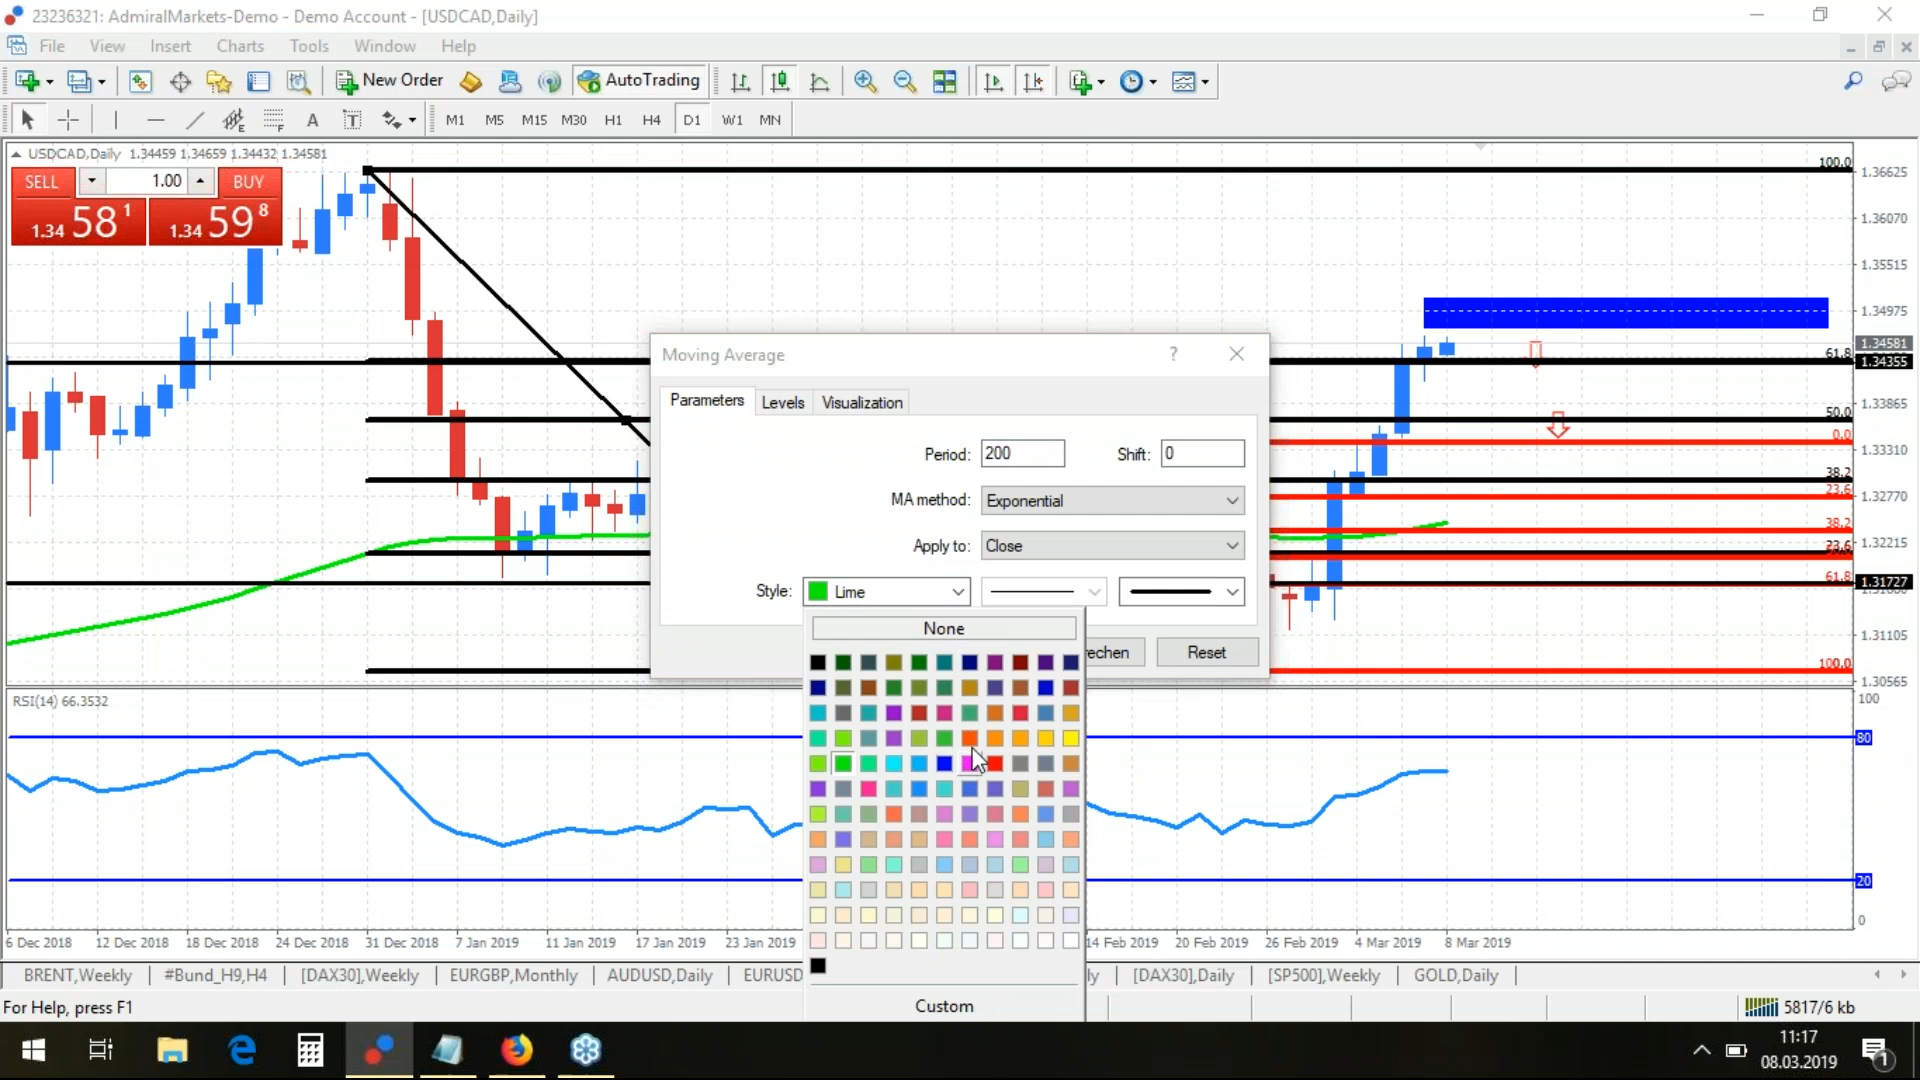 23236321: AdmiralMarkets-Demo - Demo Account - [USDCAD,Daily]
File View Insert Charts Tools Window Help
New Order AutoTrading
A T M1 M5 M15 M30 H1 H4 D1 W1 MN
USDCAD,Daily 1.34459 1.34659 1.34432 1.34581
SELL 1.00 BUY
1.34 58 1 1.34 59 8
100.0
1.36625
1.36070
1.35515
1.34975
1.34581
61.8
1.34355
1.33865
50.0
0.0
1.33310
38.2
23.6
1.32770
38.2
1.32215
23.6
61.8
1.31727
1.31105
100.0
1.30565
Moving Average
?
Parameters Levels Visualization
Period: 200 Shift: 0
MA method: Exponential
Apply to: Close
Style: Lime
None
rechen Reset
Custom
RSI(14) 66.3532
100
80
20
0
6 Dec 2018 12 Dec 2018 18 Dec 2018 24 Dec 2018 31 Dec 2018 7 Jan 2019 11 Jan 2019 17 Jan 2019 23 Jan 2019 14 Feb 2019 20 Feb 2019 26 Feb 2019 4 Mar 2019 8 Mar 2019
BRENT,Weekly #Bund_H9,H4 [DAX30],Weekly EURGBP,Monthly AUDUSD,Daily EURUSD ly [DAX30],Daily [SP500],Weekly GOLD,Daily
For Help, press F1 5817/6 kb
11:17
08.03.2019
1